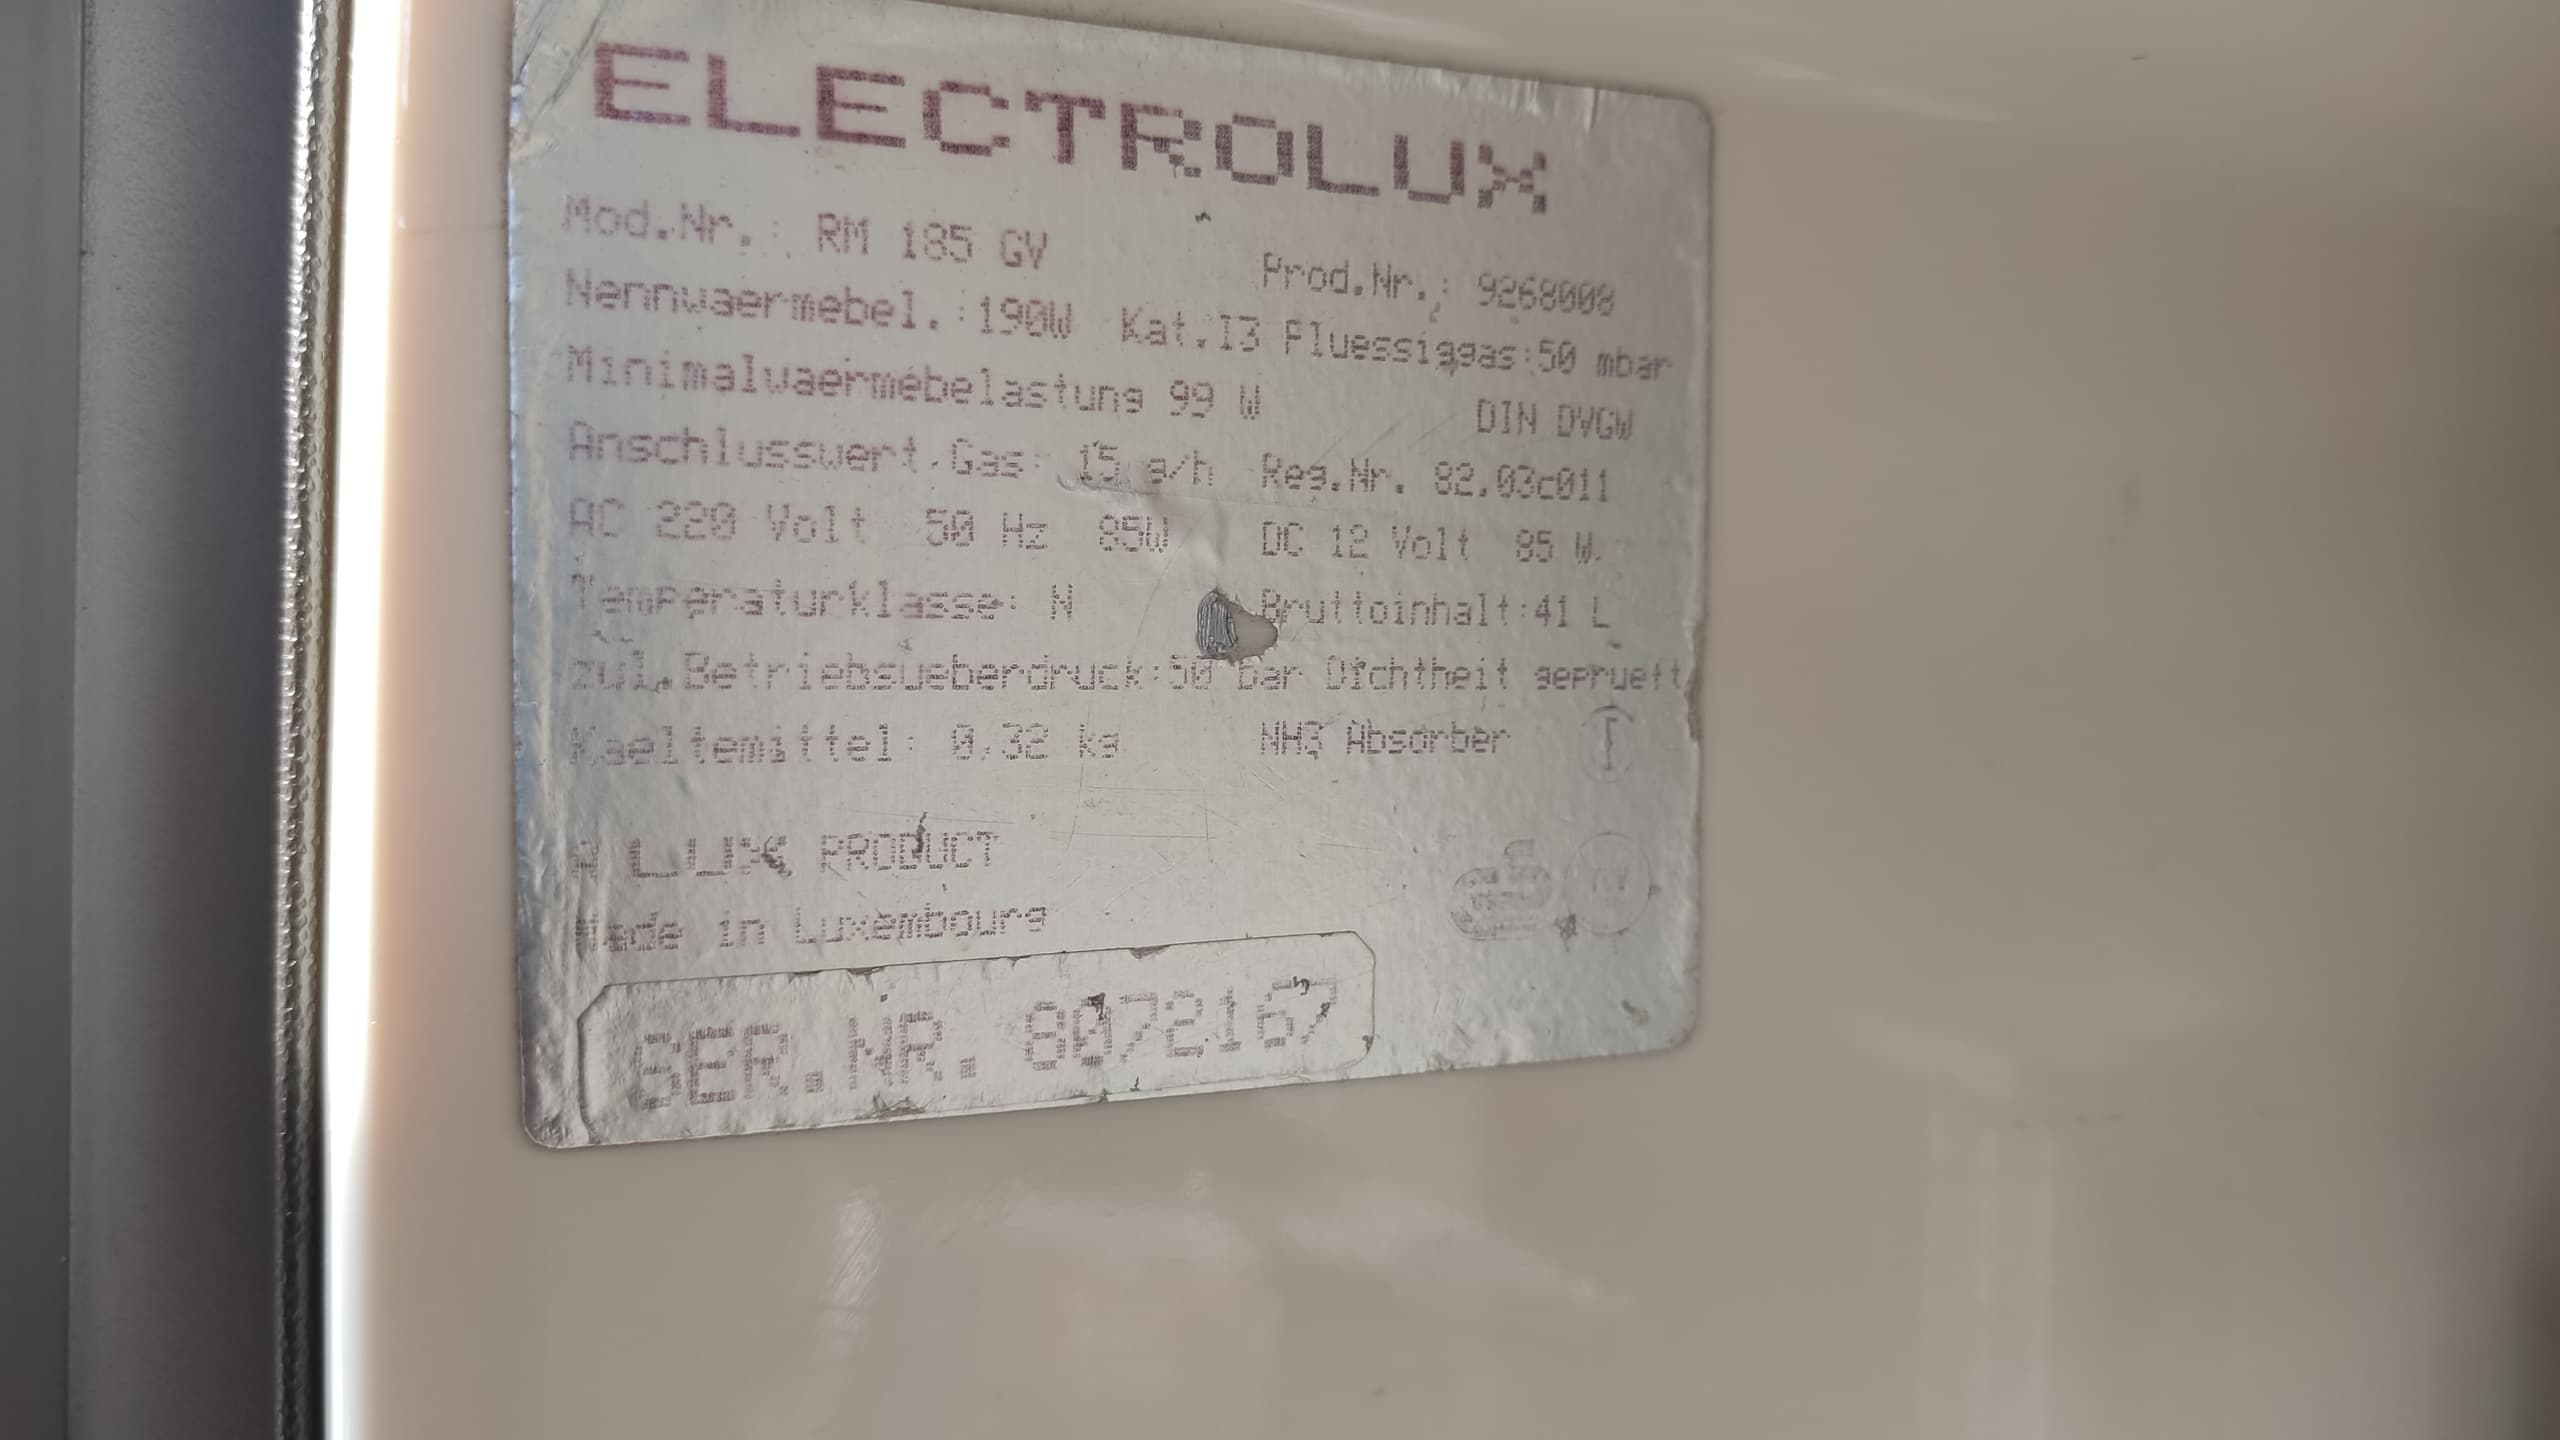 ELECTROLUX
Mod.Nr.: RM 185 GV Prod.Nr.: 9268008
Nennwaermebel.:190W Kat.I3 Fluessiggas:50 mbar
Minimalwaermebelastung 99 W DIN DVGW
Anschlusswert.Gas: 15 g/h Reg.Nr. 82.03c011
AC 220 Volt 50 Hz 85W DC 12 Volt 85 W.
Temperaturklasse: N Bruttoinhalt:41 L
zul.Betriebsueberdruck:50 bar Dichtheit geprueft
Kaeltemittel: Kg NH3 Absorber 1
A LUX PRODUCT
Made in Luxembourg
SER.NR. 8072167